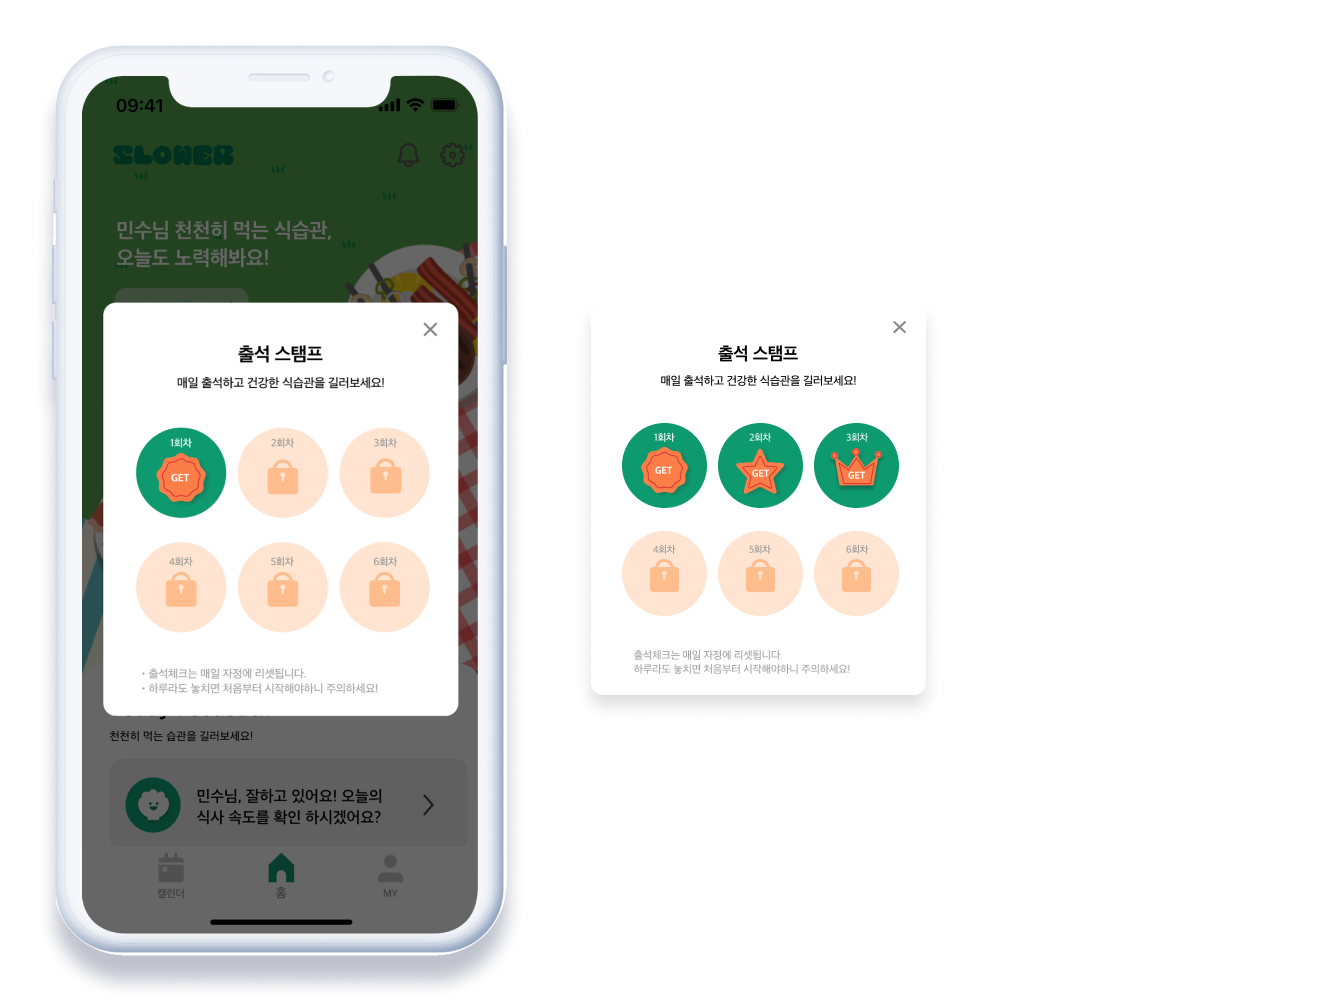 09:41
SLOWER
민수님 천천히 먹는 식습관,
오늘도 노력해봐요!
출석 스탬프
매일 출석하고 건강한 식습관을 길러보세요!
1회차
2회차
3회차
GET
4회차
5회차
6회차
• 출석체크는 매일 자정에 리셋됩니다.
• 하루라도 놓치면 처음부터 시작해야하니 주의하세요!
천천히 먹는 습관을 길러보세요!
민수님, 잘하고 있어요! 오늘의
식사 속도를 확인 하시겠어요?
캘린더
홈
MY
출석 스탬프
매일 출석하고 건강한 식습관을 길러보세요!
1회차
2회차
3회차
GET
GET
GET
4회차
5회차
6회차
출석체크는 매일 자정에 리셋됩니다.
하루라도 놓치면 처음부터 시작해야하니 주의하세요!